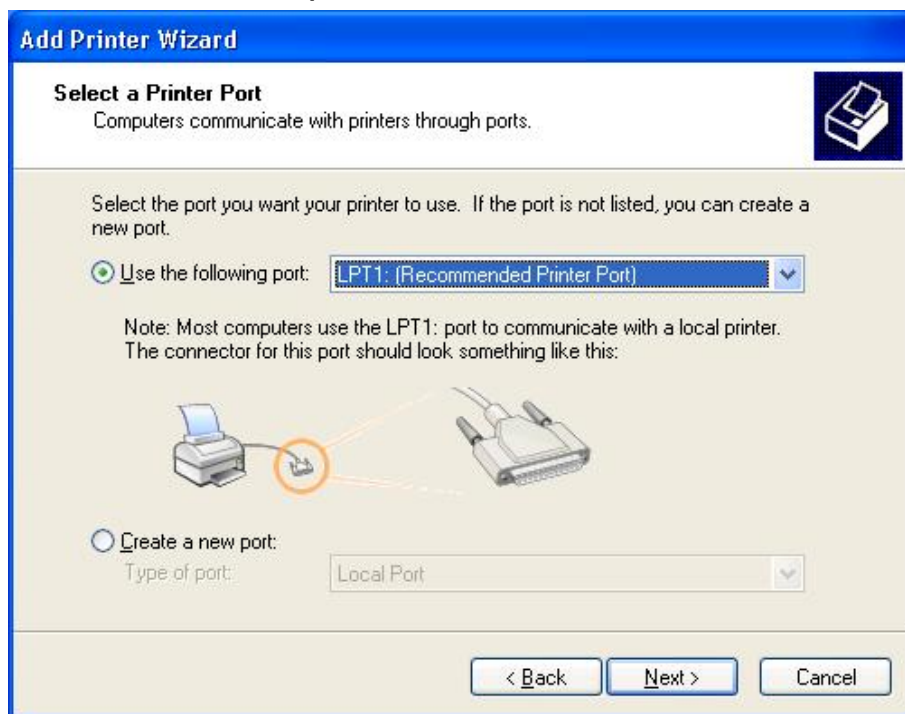 Add Printer Wizard
Select a Printer Port
Computers communicate with printers through ports.
Select the port you want your printer to use.  If the port is not listed, you can create a
new port.
Use the following port:
LPT1: (Recommended Printer Port)
Note: Most computers use the LPT1: port to communicate with a local printer.
The connector for this port should look something like this:
Create a new port:
Type of port:
Local Port
< Back
Next >
Cancel